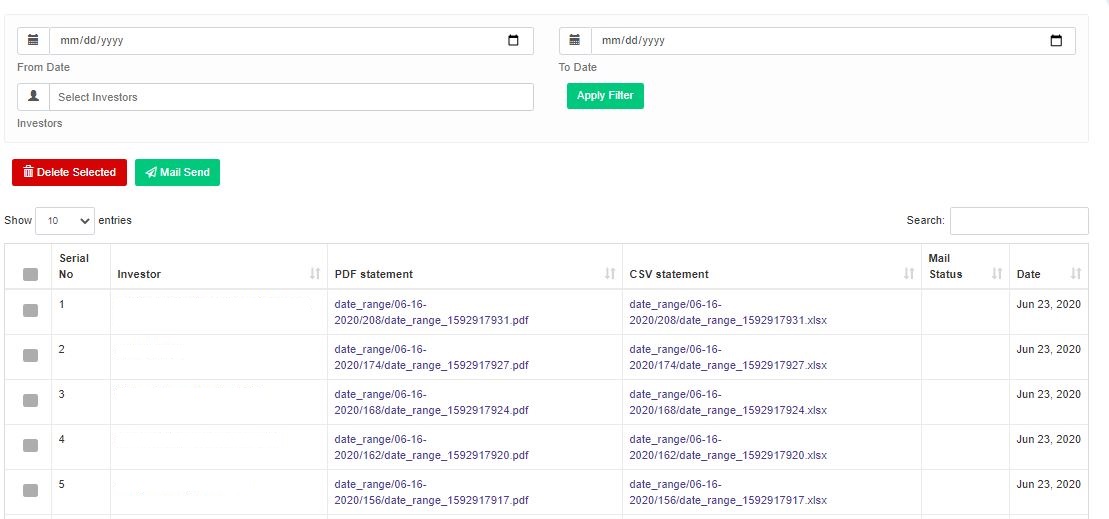 mm/dd/yyyy mm/dd/yyyy
From Date To Date
Select Investors Apply Filter
Investors
Delete Selected Mail Send
Show 10 entries Search:
Serial No Investor PDF statement CSV statement Mail Status Date
1 date_range/06-16- date_range/06-16- Jun 23, 2020
2020/208/date_range_1592917931.pdf 2020/208/date_range_1592917931.xlsx
2 date_range/06-16- date_range/06-16- Jun 23, 2020
2020/174/date_range_1592917927.pdf 2020/174/date_range_1592917927.xlsx
3 date_range/06-16- date_range/06-16- Jun 23, 2020
2020/168/date_range_1592917924.pdf 2020/168/date_range_1592917924.xlsx
4 date_range/06-16- date_range/06-16- Jun 23, 2020
2020/162/date_range_1592917920.pdf 2020/162/date_range_1592917920.xlsx
5 date_range/06-16- date_range/06-16- Jun 23, 2020
2020/156/date_range_1592917917.pdf 2020/156/date_range_1592917917.xlsx